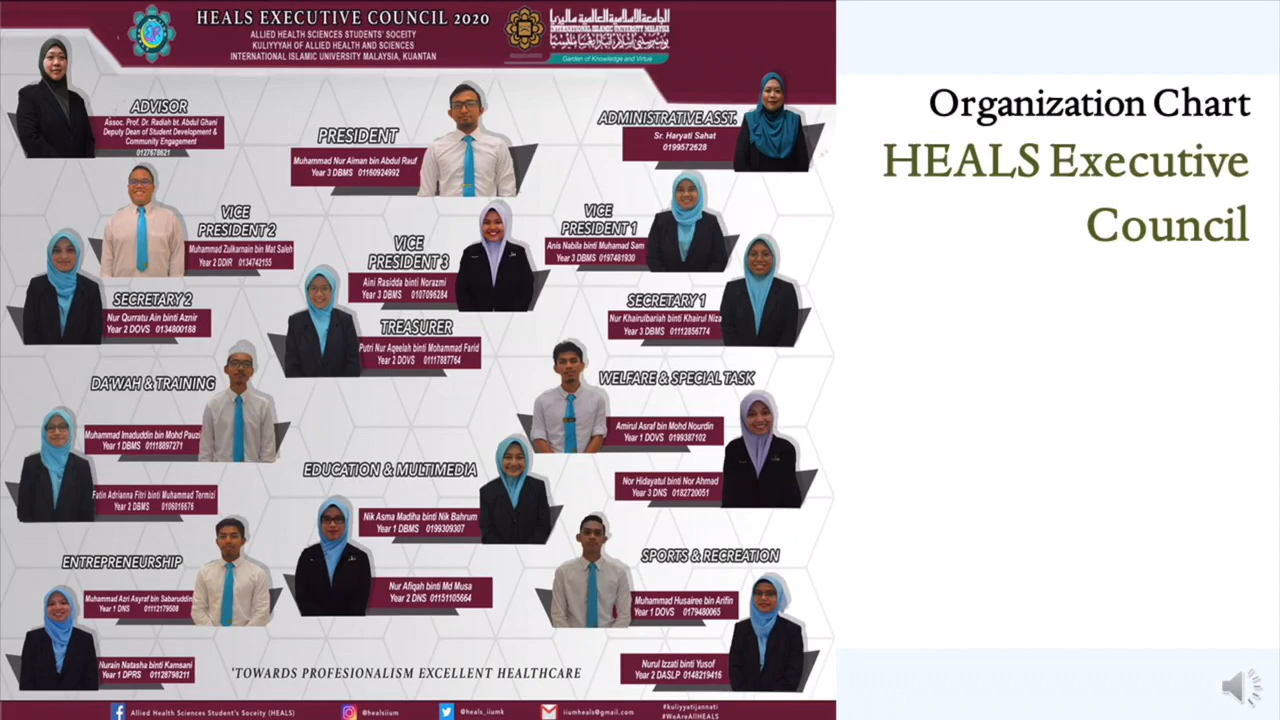 HEALS EXECUTIVE COUNCIL 2020
ALLIED HEALTH SCIENCES STUDENTS' SOCEITY
KULIYYAH OF ALLIED HEALTH AND SCIENCES
INTERNATIONAL ISLAMIC UNIVERSITY MALAYSIA, KUANTAN
الجامعة الإسلامية العالمية ماليزيا
INTERNATIONAL ISLAMIC UNIVERSITY MALAYSIA
Garden of Knowledge and Virtue
Organization Chart
HEALS Executive
Council
ADVISOR
Assoc. Prof. Dr. Radiah bt. Abdul Ghani
Deputy Dean of Student Development &
Community Engagement
0127678621
PRESIDENT
Muhammad Nur Aiman bin Abdul Rauf
Year 3 DBMS 01160924992
ADMINISTRATIVE ASST.
Sr. Haryati Sahat
0199572628
VICE
PRESIDENT 2
Muhammad Zulkarnain bin Mat Saleh
Year 2 DDIR 0134742155
VICE
PRESIDENT 3
Aini Rasidda binti Norazmi
Year 3 DBMS 0107096284
VICE
PRESIDENT 1
Anis Nabila binti Muhamad Sam
Year 3 DBMS 0197481930
SECRETARY 2
Nur Qurratu Ain binti Aznir
Year 2 DOVS 0134800188
TREASURER
Putri Nur Aqeelah binti Mohammad Farid
Year 2 DOVS 01117887764
SECRETARY 1
Nur Khairulbariah binti Khairul Niza
Year 3 DBMS 01112856774
DA'WAH & TRAINING
Muhammad Imaduddin bin Mohd Pauzi
Year 1 DBMS 01118897271
Fatin Adrianna Fitri binti Muhammad Termizi
Year 2 DBMS 0106016676
WELFARE & SPECIAL TASK
Amirul Asraf bin Mohd Nourdin
Year 1 DOVS 0199387102
Nor Hidayatul binti Nor Ahmad
Year 3 DNS 0182720051
EDUCATION & MULTIMEDIA
Nik Asma Madiha binti Nik Bahrum
Year 1 DBMS 0199309307
Nur Afiqah binti Md Musa
Year 2 DNS 01151105664
ENTREPRENEURSHIP
Muhammad Azri Asyraf bin Sabaruddin
Year 1 DNS 01112179508
Nurain Natasha binti Kamsani
Year 1 DPRS 01128798211
SPORTS & RECREATION
Muhammad Husairee bin Arifin
Year 1 DOVS 0179480065
Nurul Izzati binti Yusof
Year 2 DASLP 0148219416
'TOWARDS PROFESIONALISM EXCELLENT HEALTHCARE
Allied Health Sciences Student's Soceity (HEALS)
@healsiium
@heals_iiumk
iiumheals@gmail.com
#kuliyyatijannati
#WeAreAllHEALS